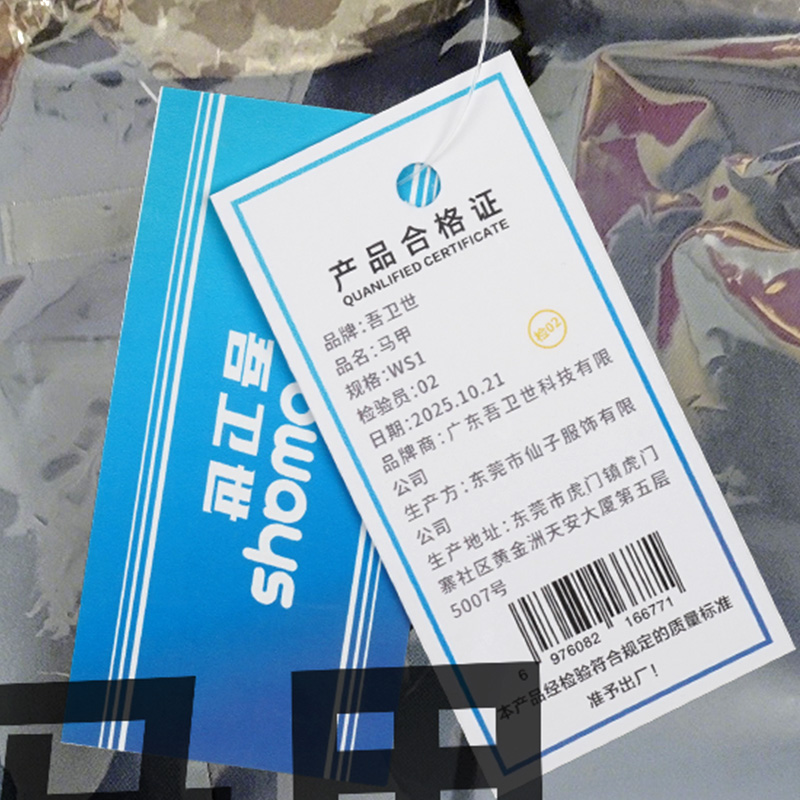 产品合格证
QUANLIFIED CERTIFICATE
品牌:吾卫世
品名:马甲
规格:WS1
检验员:02
日期:2025.10.21
品牌商:广东吾卫世科技有限
公司
生产方:东莞市仙子服饰有限
公司
生产地址:东莞市虎门镇虎门
寨社区黄金洲天安大厦第五层
5007号
检02
6 976082 166771
本产品经检验符合规定的质量标准
准予出厂!
吾卫世